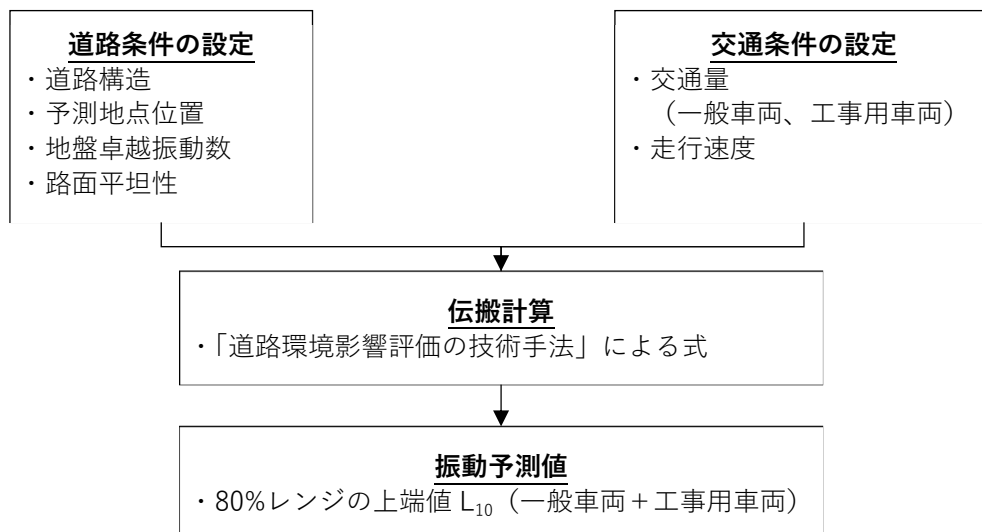 道路条件の設定
・道路構造
・予測地点位置
・地盤卓越振動数
・路面平坦性
交通条件の設定
・交通量
（一般車両、工事用車両）
・走行速度
伝搬計算
・「道路環境影響評価の技術手法」による式
振動予測値
・80%レンジの上端値 L₁₀（一般車両＋工事用車両）